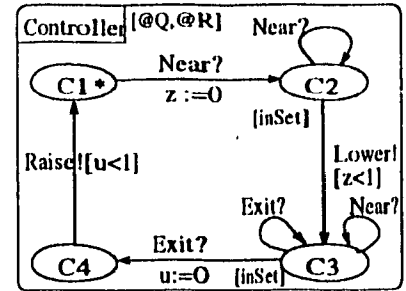 Controller [@Q,@R]
Near?
C1*
Near?
z :=0
C2
[inSet]
Raise![u<1]
Lower!
[z<1]
Exit?
Near?
C4
Exit?
u:=0
[inSet]
C3